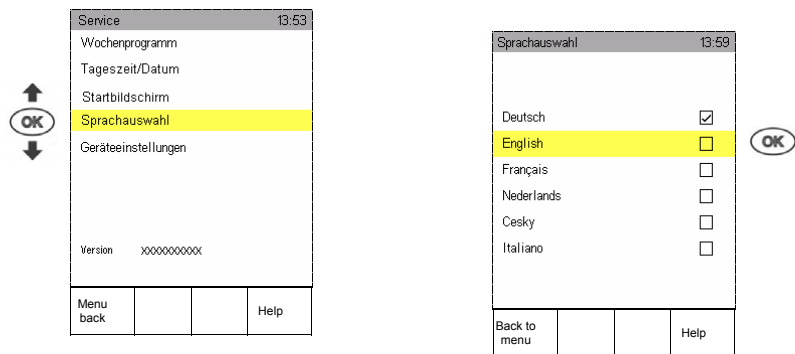 Service 13:53
Wochenprogramm
Tageszeit/Datum
Startbildschirm
OK
Sprachauswahl
Geräteeinstellungen
Version XXXXXXXXXX
Menu
back
Help
Sprachauswahl 13:59
Deutsch
English
OK
Français
Nederlands
Cesky
Italiano
Back to
menu
Help